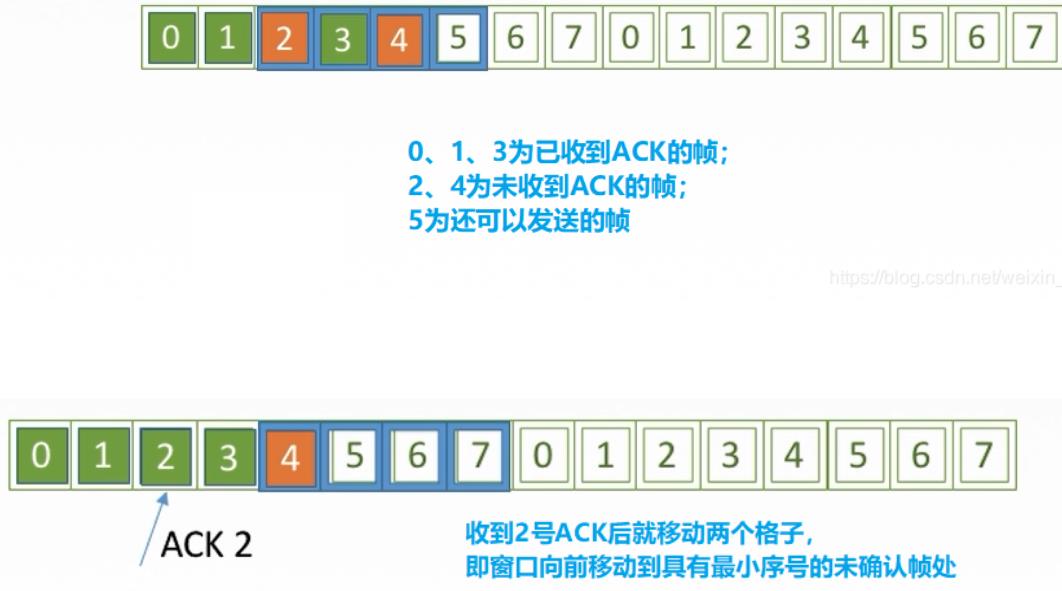 0 1 2 3 4 5 6 7 0 1 2 3 4 5 6 7
0、1、3为已收到ACK的帧；
2、4为未收到ACK的帧；
5为还可以发送的帧
https://blog.csdn.net/weixin_
0 1 2 3 4 5 6 7 0 1 2 3 4 5 6 7
ACK 2
收到2号ACK后就移动两个格子，
即窗口向前移动到具有最小序号的未确认帧处